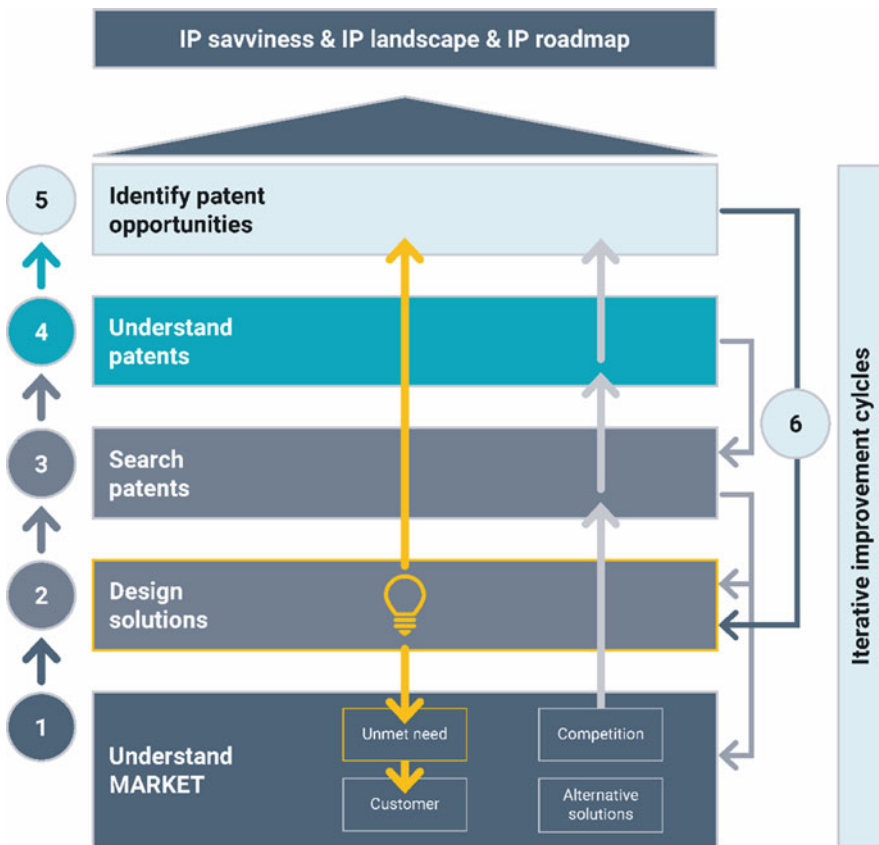 IP savviness & IP landscape & IP roadmap
5
Identify patent
opportunities
4
Understand
patents
6
3
Search
patents
2
Design
solutions
1
Understand
MARKET
Unmet need
Competition
Customer
Alternative
solutions
Iterative improvement cylcles